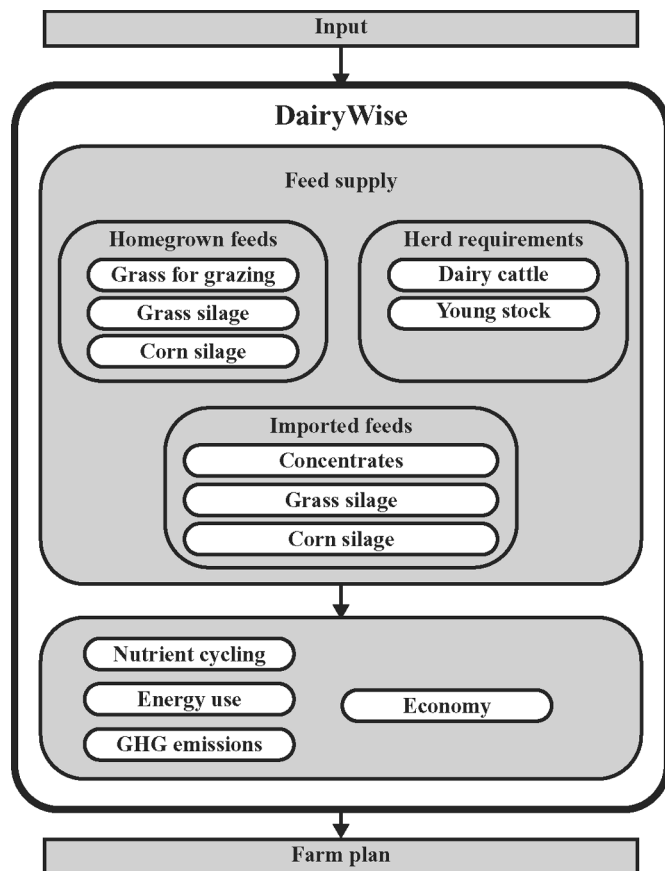 Input
DairyWise
Feed supply
Homegrown feeds
Grass for grazing
Grass silage
Corn silage
Herd requirements
Dairy cattle
Young stock
Imported feeds
Concentrates
Grass silage
Corn silage
Nutrient cycling
Energy use
GHG emissions
Economy
Farm plan